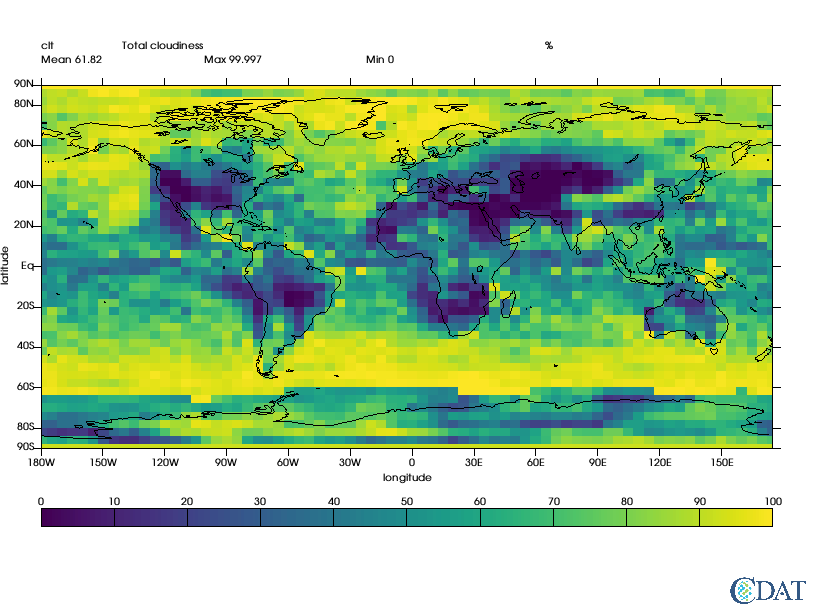 clt Total cloudiness %
Mean 61.82 Max 99.997 Min 0
90N
80N
60N
40N
20N
Eq
20S
40S
60S
80S
90S
latitude
180W 150W 120W 90W 60W 30W 0 30E 60E 90E 120E 150E
longitude
0 10 20 30 40 50 60 70 80 90 100
CDAT